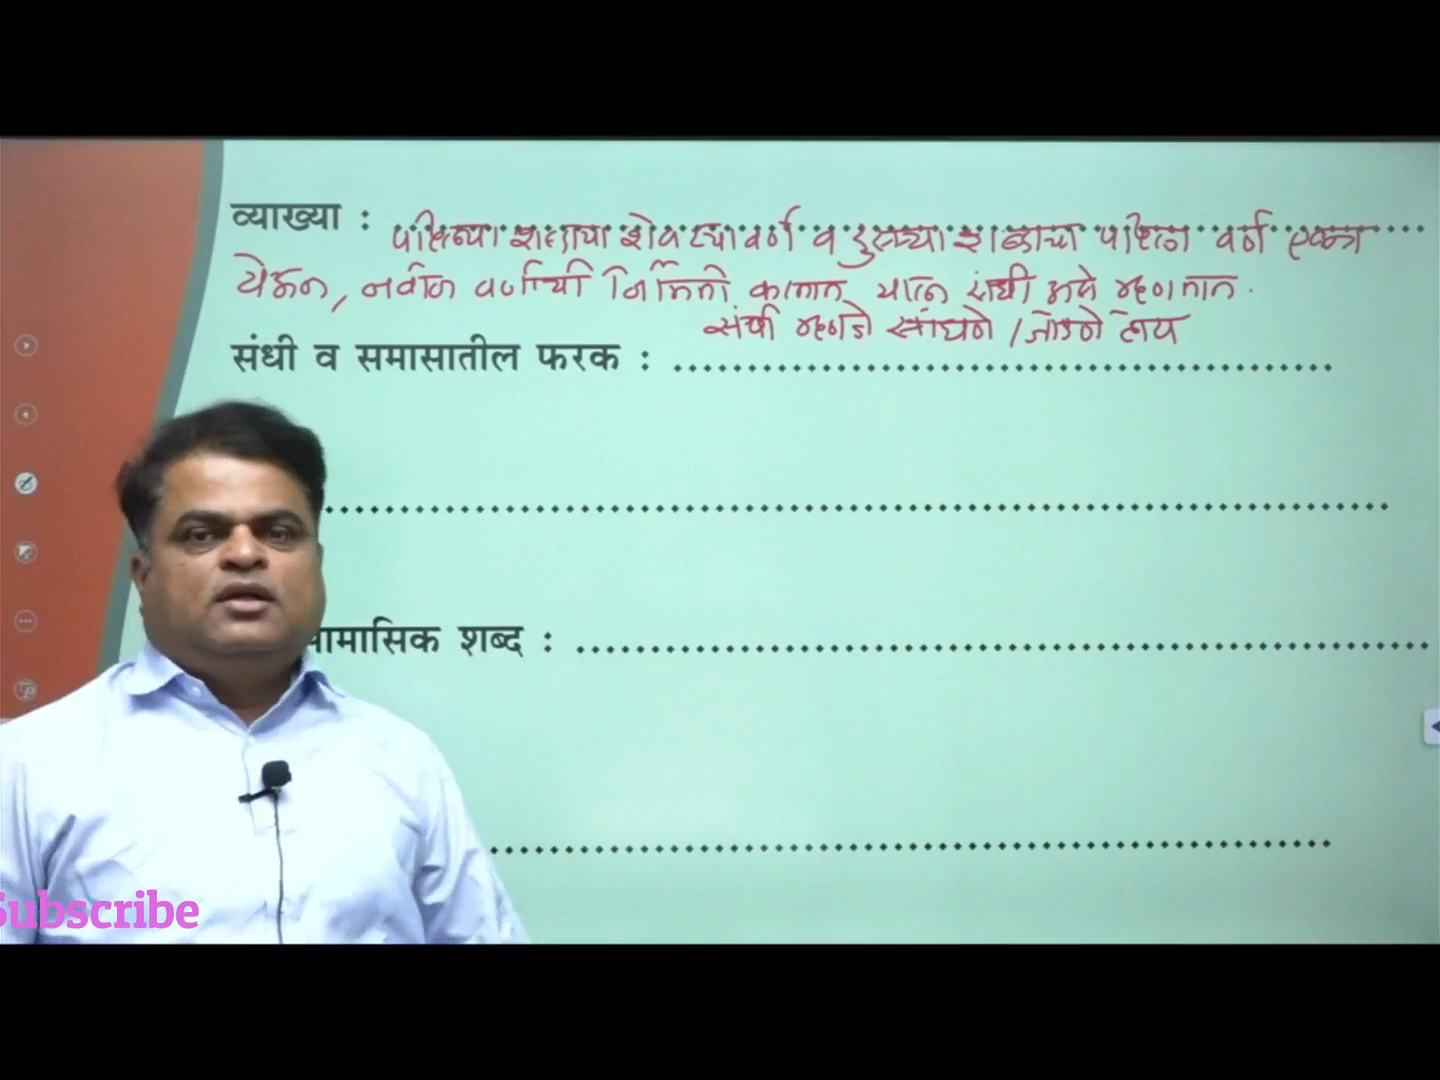 व्याख्या : पहिल्या शब्दाचा शेवटचा वर्ण व दुसऱ्या शब्दाचा पहिला वर्ण एकत्र
येऊन, नवीन वर्णाची निर्मिती करतात यास संधी असे म्हणतात.
संधी म्हणजे सांधणे / जोडणे होय
संधी व समासातील फरक :
सामासिक शब्द :
Subscribe